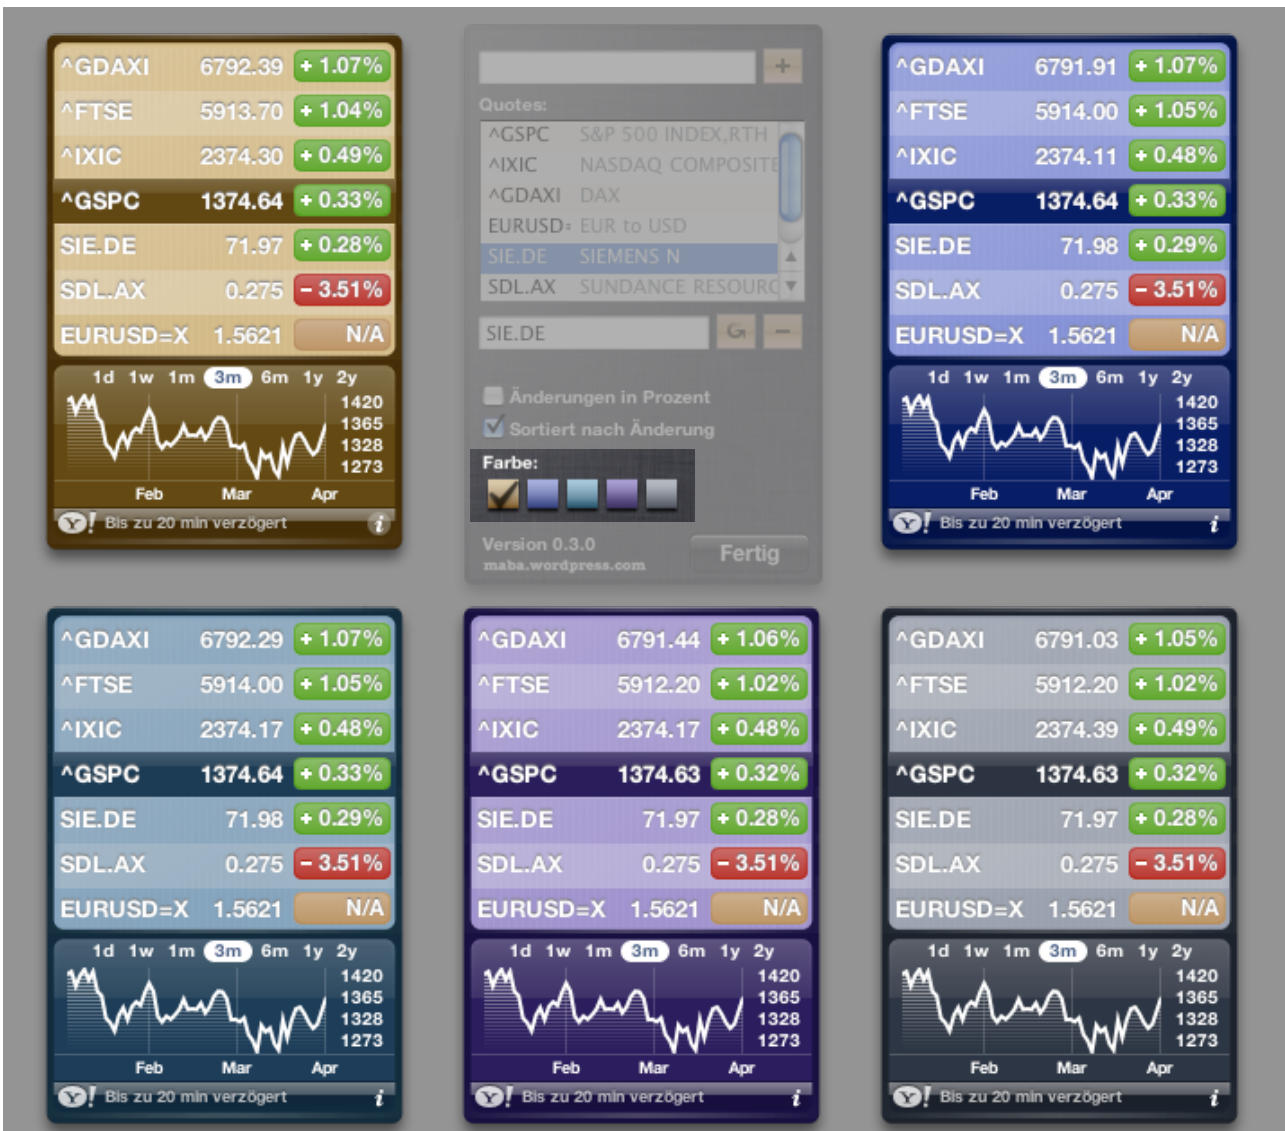 ^GDAXI 6792.39 + 1.07%
^FTSE 5913.70 + 1.04%
^IXIC 2374.30 + 0.49%
^GSPC 1374.64 + 0.33%
SIE.DE 71.97 + 0.28%
SDL.AX 0.275 − 3.51%
EURUSD=X 1.5621 N/A
1d 1w 1m 3m 6m 1y 2y
1420
1365
1328
1273
Feb Mar Apr
Y! Bis zu 20 min verzögert i
+
Quotes:
^GSPC S&P 500 INDEX,RTH
^IXIC NASDAQ COMPOSITE
^GDAXI DAX
EURUSD= EUR to USD
SIE.DE SIEMENS N
SDL.AX SUNDANCE RESOURC
SIE.DE −
Änderungen in Prozent
Sortiert nach Änderung
Farbe:
Version 0.3.0
maba.wordpress.com
Fertig
^GDAXI 6791.91 + 1.07%
^FTSE 5914.00 + 1.05%
^IXIC 2374.11 + 0.48%
^GSPC 1374.64 + 0.33%
SIE.DE 71.98 + 0.29%
SDL.AX 0.275 − 3.51%
EURUSD=X 1.5621 N/A
1d 1w 1m 3m 6m 1y 2y
1420
1365
1328
1273
Feb Mar Apr
Y! Bis zu 20 min verzögert i
^GDAXI 6792.29 + 1.07%
^FTSE 5914.00 + 1.05%
^IXIC 2374.17 + 0.48%
^GSPC 1374.64 + 0.33%
SIE.DE 71.98 + 0.29%
SDL.AX 0.275 − 3.51%
EURUSD=X 1.5621 N/A
1d 1w 1m 3m 6m 1y 2y
1420
1365
1328
1273
Feb Mar Apr
Y! Bis zu 20 min verzögert i
^GDAXI 6791.44 + 1.06%
^FTSE 5912.20 + 1.02%
^IXIC 2374.17 + 0.48%
^GSPC 1374.63 + 0.32%
SIE.DE 71.97 + 0.28%
SDL.AX 0.275 − 3.51%
EURUSD=X 1.5621 N/A
1d 1w 1m 3m 6m 1y 2y
1420
1365
1328
1273
Feb Mar Apr
Y! Bis zu 20 min verzögert i
^GDAXI 6791.03 + 1.05%
^FTSE 5912.20 + 1.02%
^IXIC 2374.39 + 0.49%
^GSPC 1374.63 + 0.32%
SIE.DE 71.97 + 0.28%
SDL.AX 0.275 − 3.51%
EURUSD=X 1.5621 N/A
1d 1w 1m 3m 6m 1y 2y
1420
1365
1328
1273
Feb Mar Apr
Y! Bis zu 20 min verzögert i